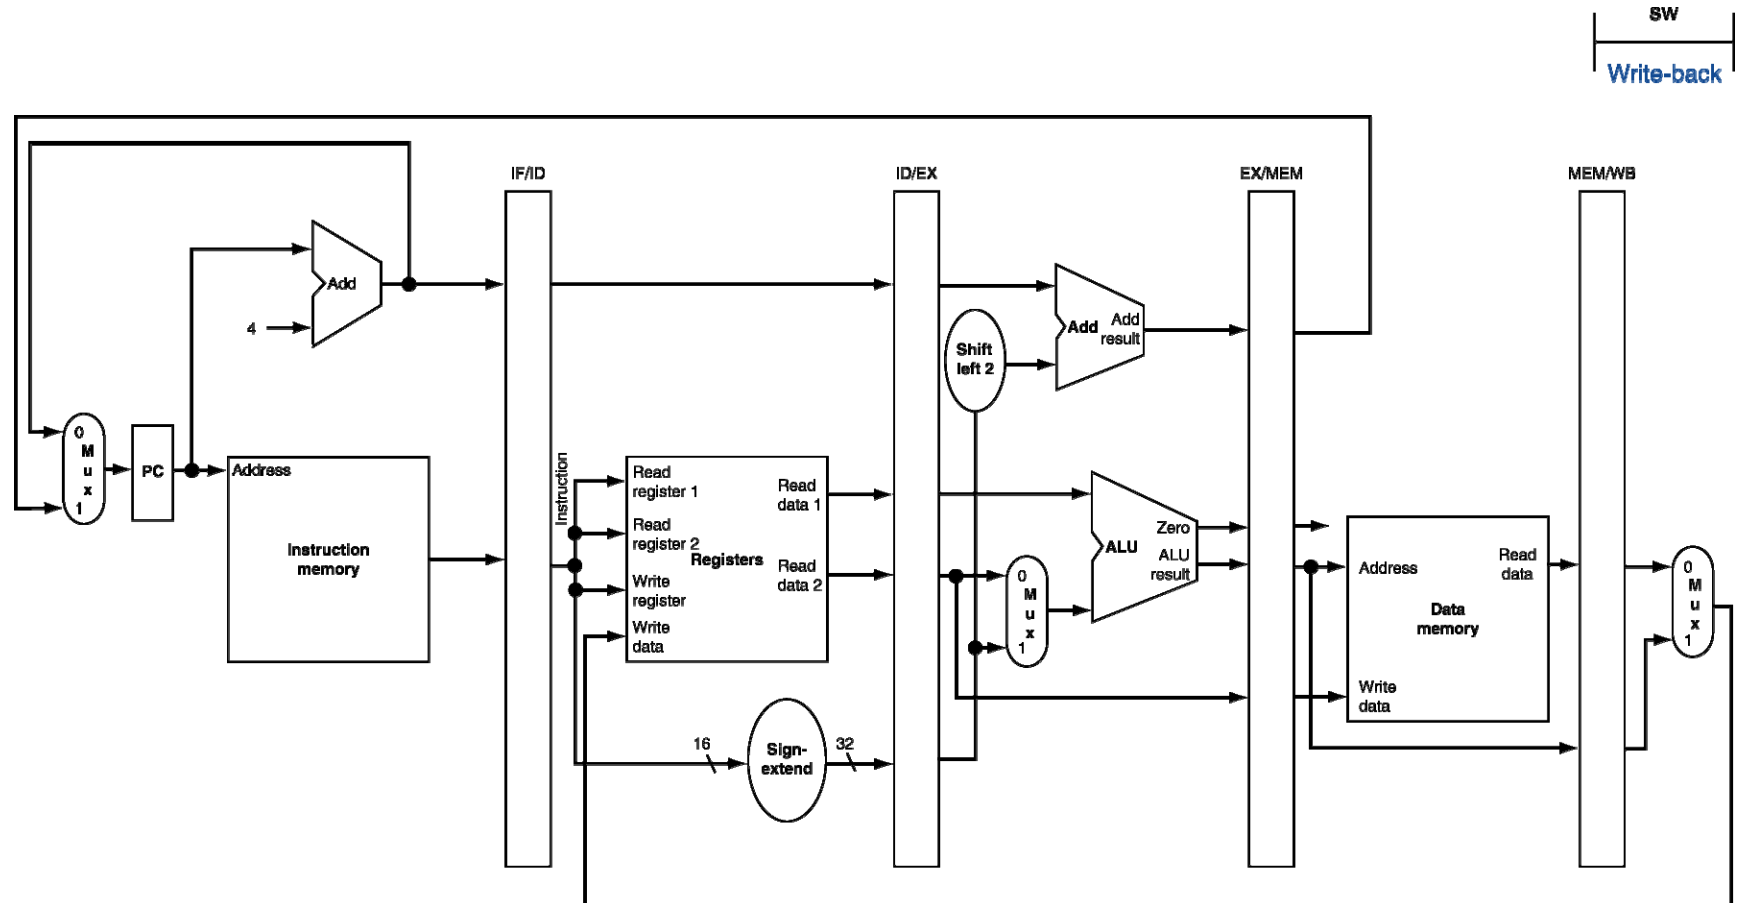 SW
Write-back
IF/ID
ID/EX
EX/MEM
MEM/WB
Add
4
Add
Add
result
Shift
left 2
0
M
u
x
1
PC
Address
Instruction
memory
Instruction
Read
register 1
Read
register 2
Registers
Write
register
Write
data
Read
data 1
Read
data 2
16
Sign-
extend
32
0
M
u
x
1
Zero
ALU
ALU
result
Address
Read
data
Data
memory
Write
data
0
M
u
x
1